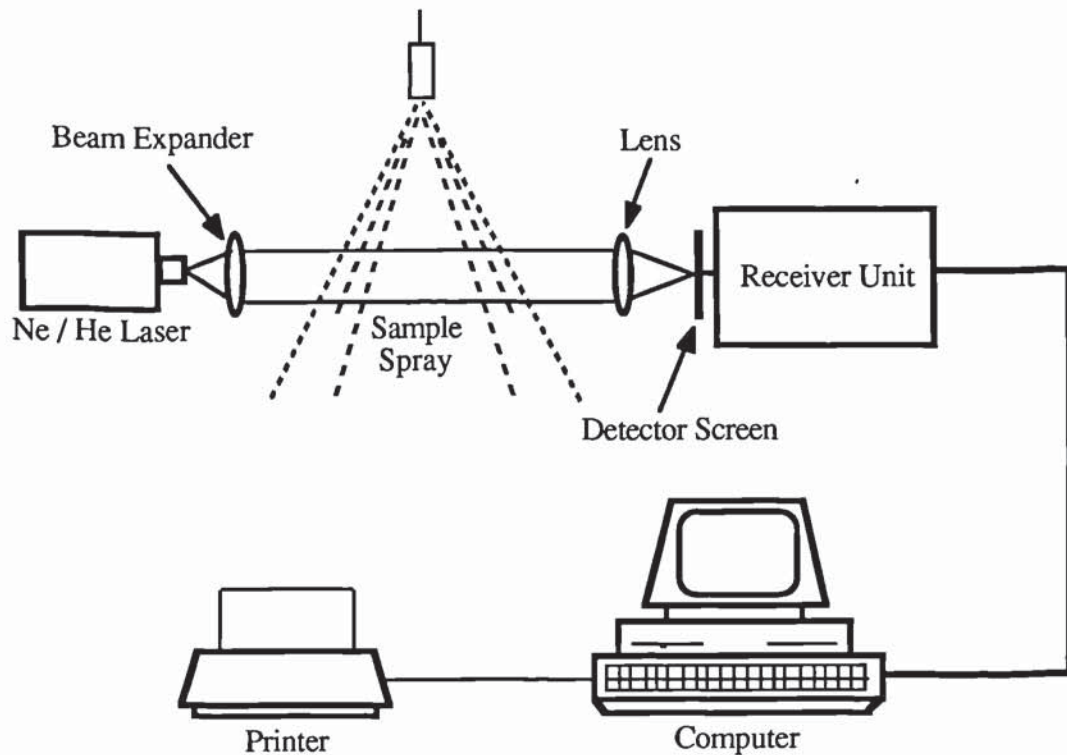 Beam Expander
Lens
Receiver Unit
Ne / He Laser
Sample
Spray
Detector Screen
Printer
Computer